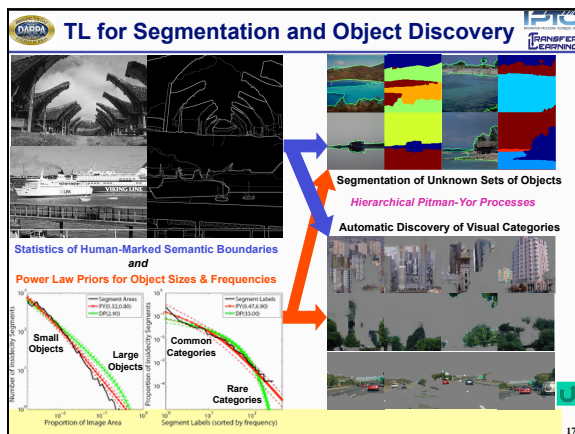 DARPA
TL for Segmentation and Object Discovery
IPTO
TRANSFER
LEARNING
VIKING LINE
Segmentation of Unknown Sets of Objects
Hierarchical Pitman-Yor Processes
Automatic Discovery of Visual Categories
Statistics of Human-Marked Semantic Boundaries
and
Power Law Priors for Object Sizes & Frequencies
Number of Insidecity Segments
Segment Areas
PY(0.32,0.80)
DP(2.90)
Small
Objects
Large
Objects
Proportion of Image Area
Proportion of Insidecity Segments
Segment Labels
PY(0.47,6.90)
DP(33.00)
Common
Categories
Rare
Categories
Segment Labels (sorted by frequency)
17